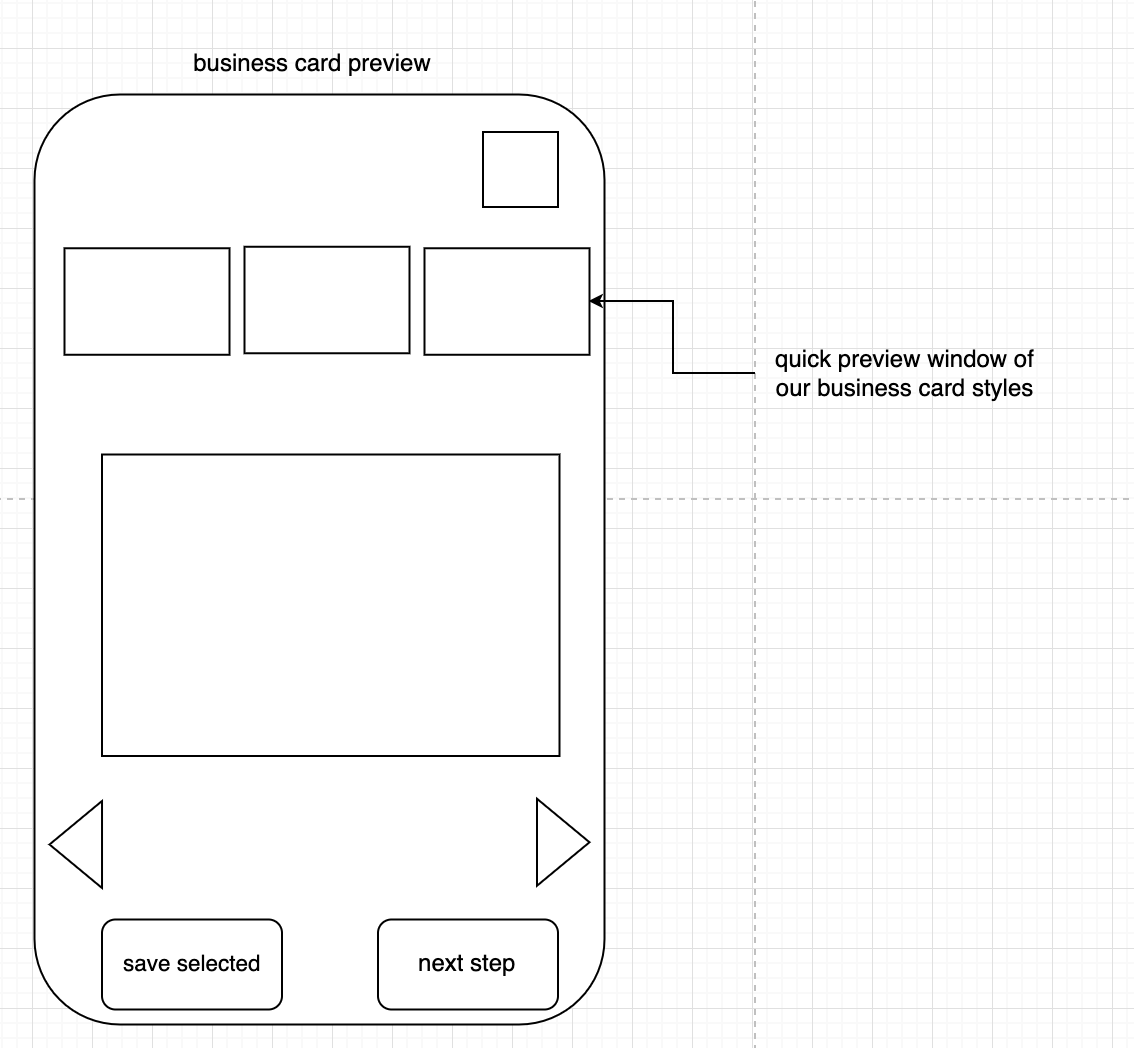 business card preview
quick preview window of
our business card styles
save selected
next step